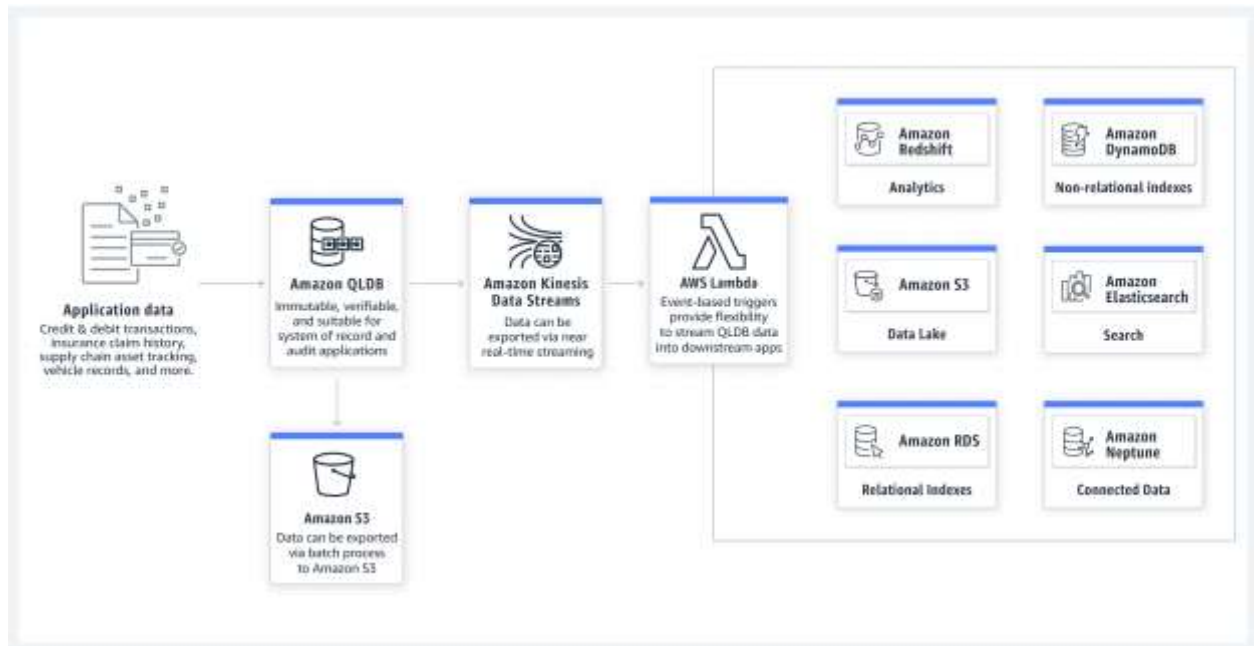 Application data
Credit & debit transactions,
insurance claim history,
supply chain asset tracking,
vehicle records, and more.
Amazon QLDB
Immutable, verifiable,
and suitable for
system of record and
audit applications
Amazon S3
Data can be exported
via batch process
to Amazon S3
Amazon Kinesis
Data Streams
Data can be
exported via near
real-time streaming
AWS Lambda
Event-based triggers
provide flexibility
to stream QLDB data
into downstream apps
Amazon
Redshift
Analytics
Amazon
DynamoDB
Non-relational indexes
Amazon S3
Data Lake
Amazon
Elasticsearch
Search
Amazon RDS
Relational Indexes
Amazon
Neptune
Connected Data